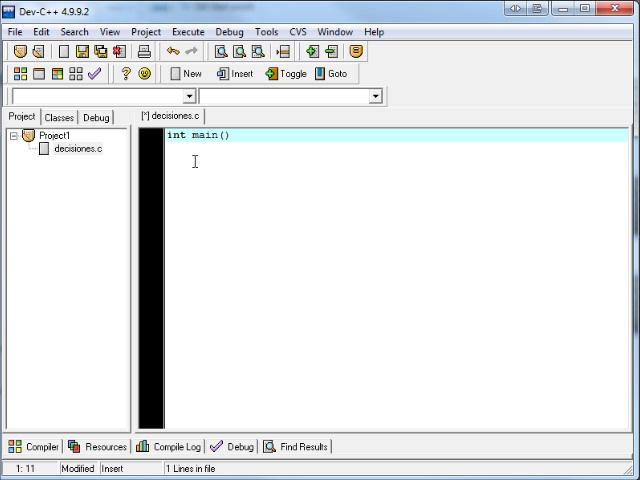 Dev-C++ 4.9.9.2
File Edit Search View Project Execute Debug Tools CVS Window Help
New Insert Toggle Goto
Project Classes Debug [*] decisiones.c
Project1
decisiones.c
int main()
Compiler Resources Compile Log Debug Find Results
1: 11 Modified Insert 1 Lines in file